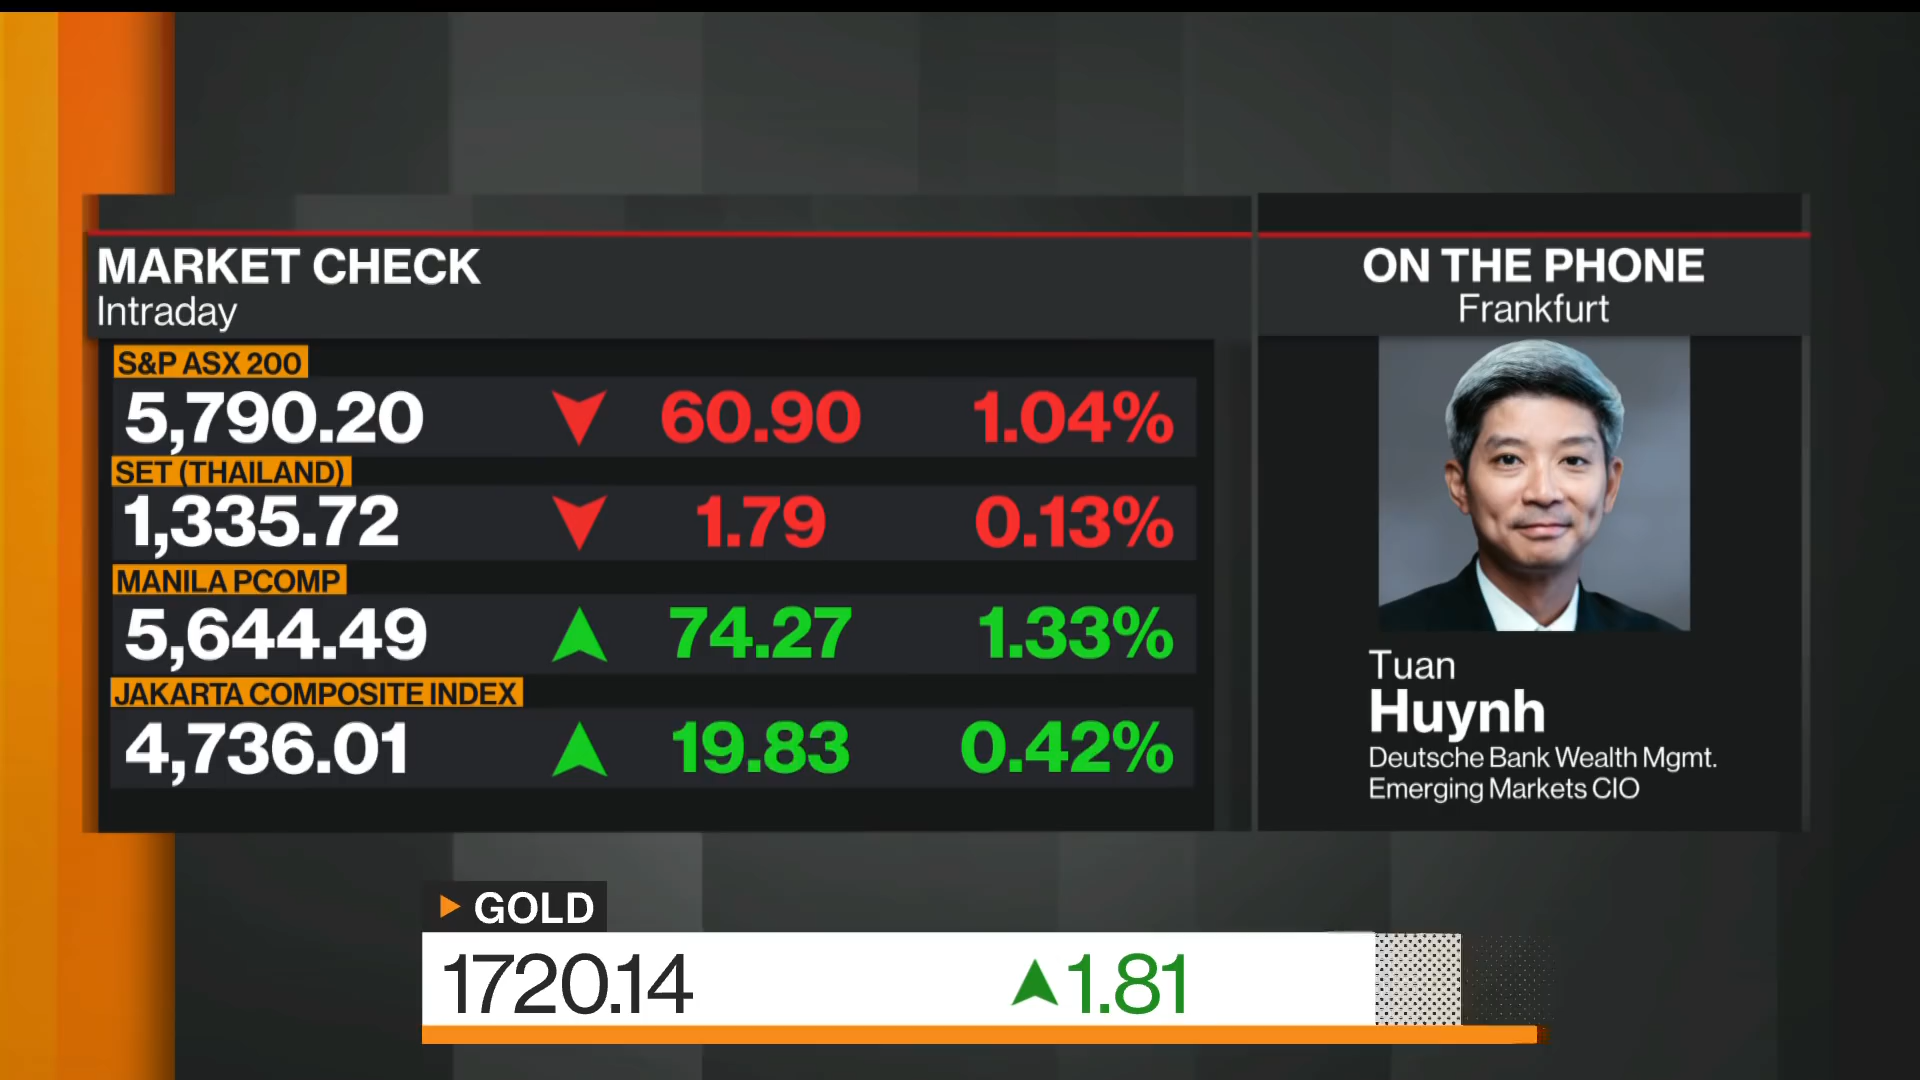 MARKET CHECK
Intraday
S&P ASX 200
5,790.20 60.90 1.04%
SET (THAILAND)
1,335.72 1.79 0.13%
MANILA PCOMP
5,644.49 74.27 1.33%
JAKARTA COMPOSITE INDEX
4,736.01 19.83 0.42%
ON THE PHONE
Frankfurt
Tuan
Huynh
Deutsche Bank Wealth Mgmt.
Emerging Markets CIO
GOLD
1720.14 1.81